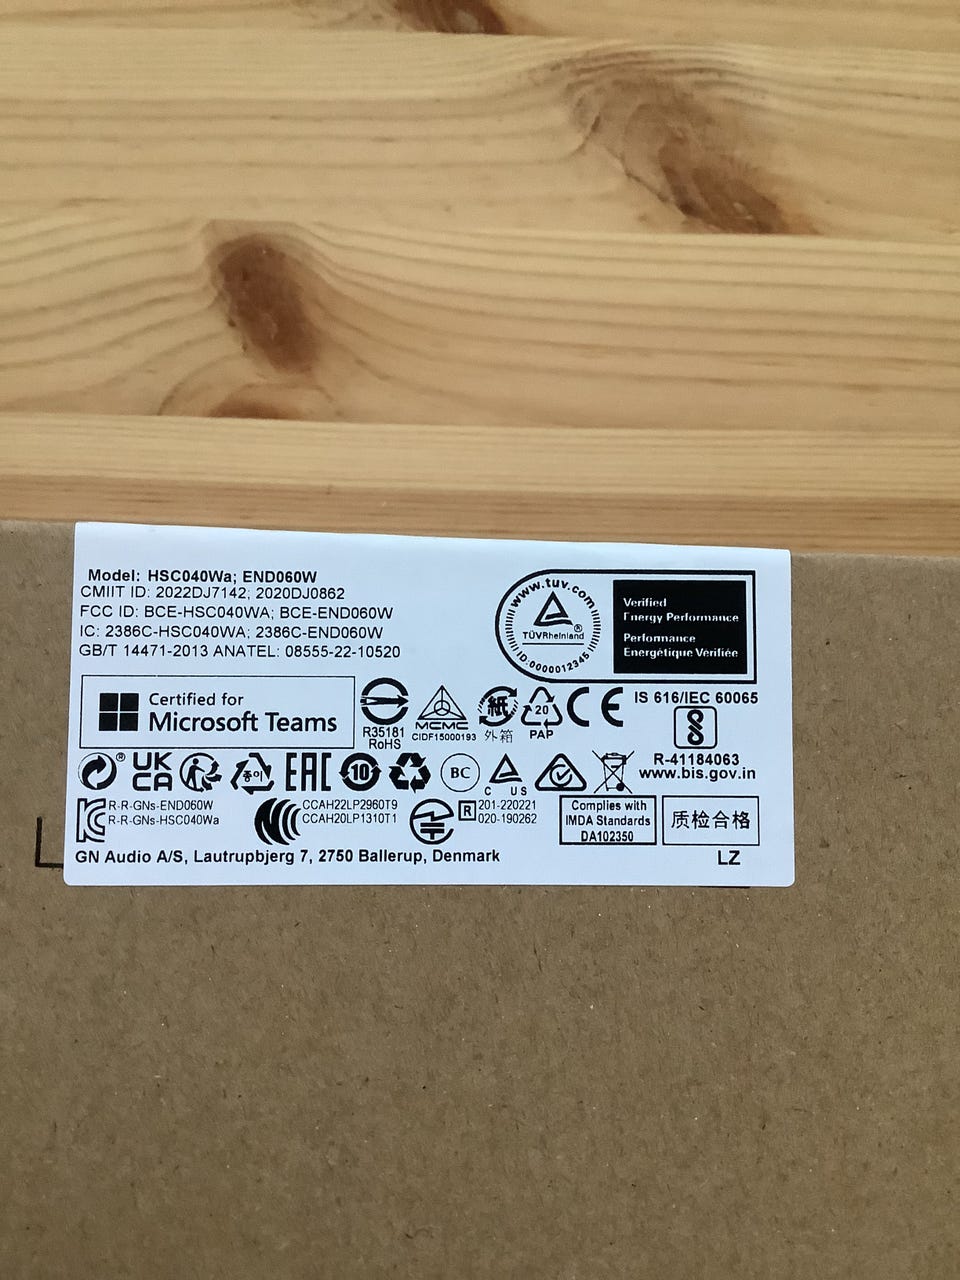 Model: HSC040Wa; END060W
CMIIT ID: 2022DJ7142; 2020DJ0862
FCC ID: BCE-HSC040WA; BCE-END060W
IC: 2386C-HSC040WA; 2386C-END060W
GB/T 14471-2013 ANATEL: 08555-22-10520
www.tuv.com
TÜVRheinland®
ID:0000012345
Verified
Energy Performance
Performance
Energétique Vérifiée
Certified for
Microsoft Teams
R35181
RoHS
MCMC
CIDF15000193
紙
外箱
20
PAP
CE
IS 616/IEC 60065
R-41184063
www.bis.gov.in
®
UK
CA
종이
EAC
10
BC
C US
R-R-GNs-END060W
R-R-GNs-HSC040Wa
CCAH22LP2960T9
CCAH20LP1310T1
R
201-220221
020-190262
Complies with
IMDA Standards
DA102350
质检合格
GN Audio A/S, Lautrupbjerg 7, 2750 Ballerup, Denmark
LZ